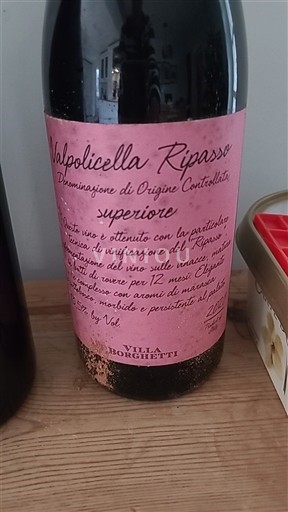 Valpolicella Ripasso
Denominazione di Origine Controllata
superiore
Questo vino è ottenuto con la particolare
tecnica di vinificazione del Ripasso
del vino sulle vinacce,
di rovere per 12 mesi. Elegante
complesso con aromi di marasca
morbido e persistente al palato
by Vol.
VILLA
BORGHETTI